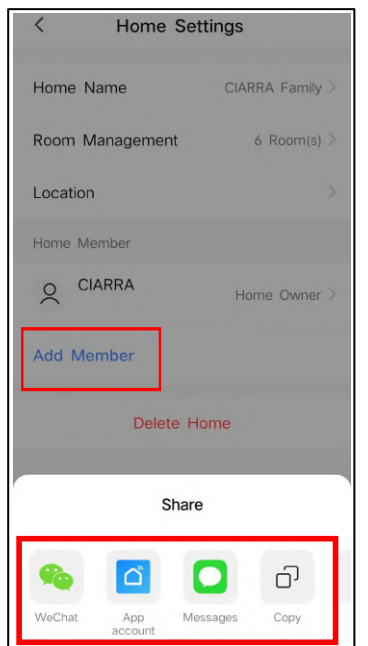 Home Settings
Home Name CIARRA Family
Room Management 6 Room(s)
Location
Home Member
CIARRA
Home Owner
Add Member
Delete Home
Share
WeChat App account Messages Copy